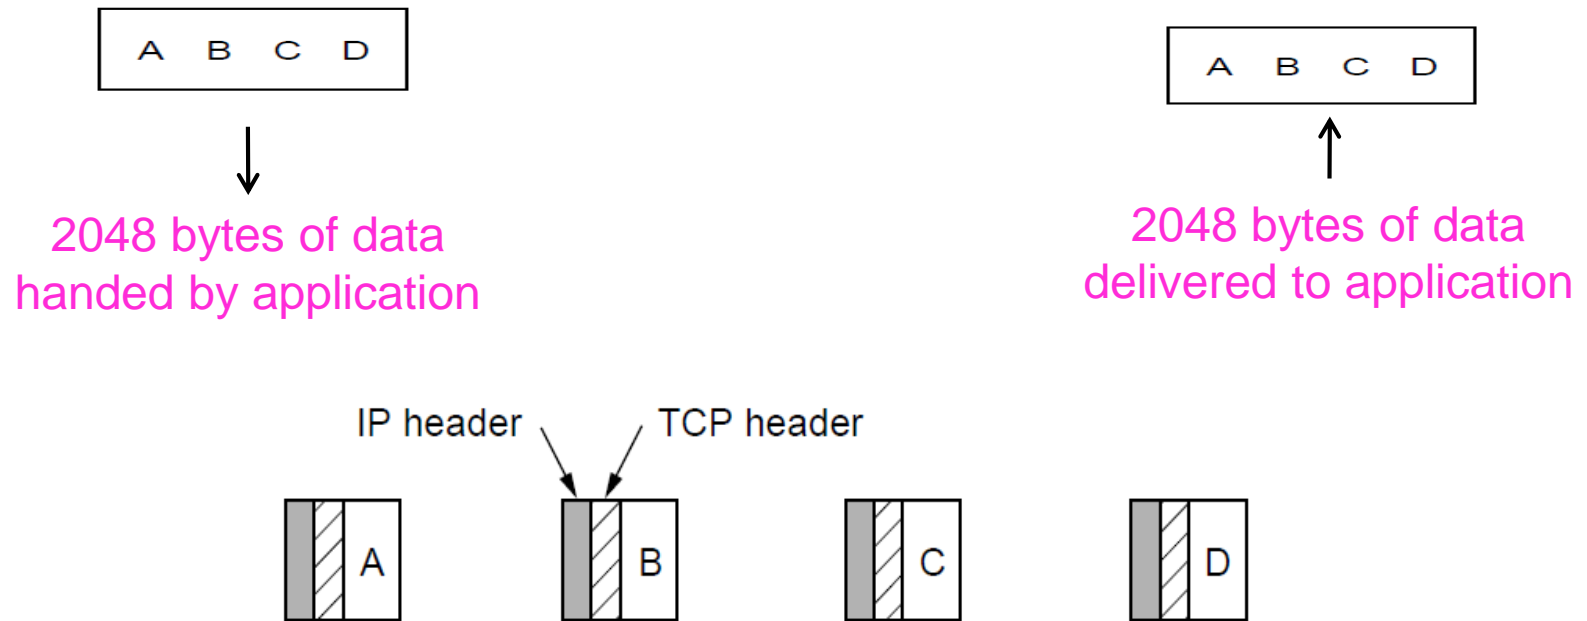 A B C D
2048 bytes of data
handed by application
A B C D
2048 bytes of data
delivered to application
IP header
TCP header
A
B
C
D